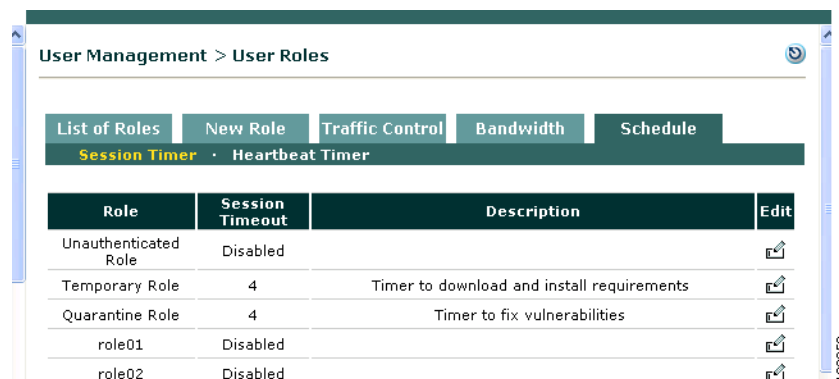 User Management > User Roles
List of Roles New Role Traffic Control Bandwidth Schedule
Session Timer · Heartbeat Timer
Role Session Timeout Description Edit
Unauthenticated Role Disabled
Temporary Role 4 Timer to download and install requirements
Quarantine Role 4 Timer to fix vulnerabilities
role01 Disabled
role02 Disabled